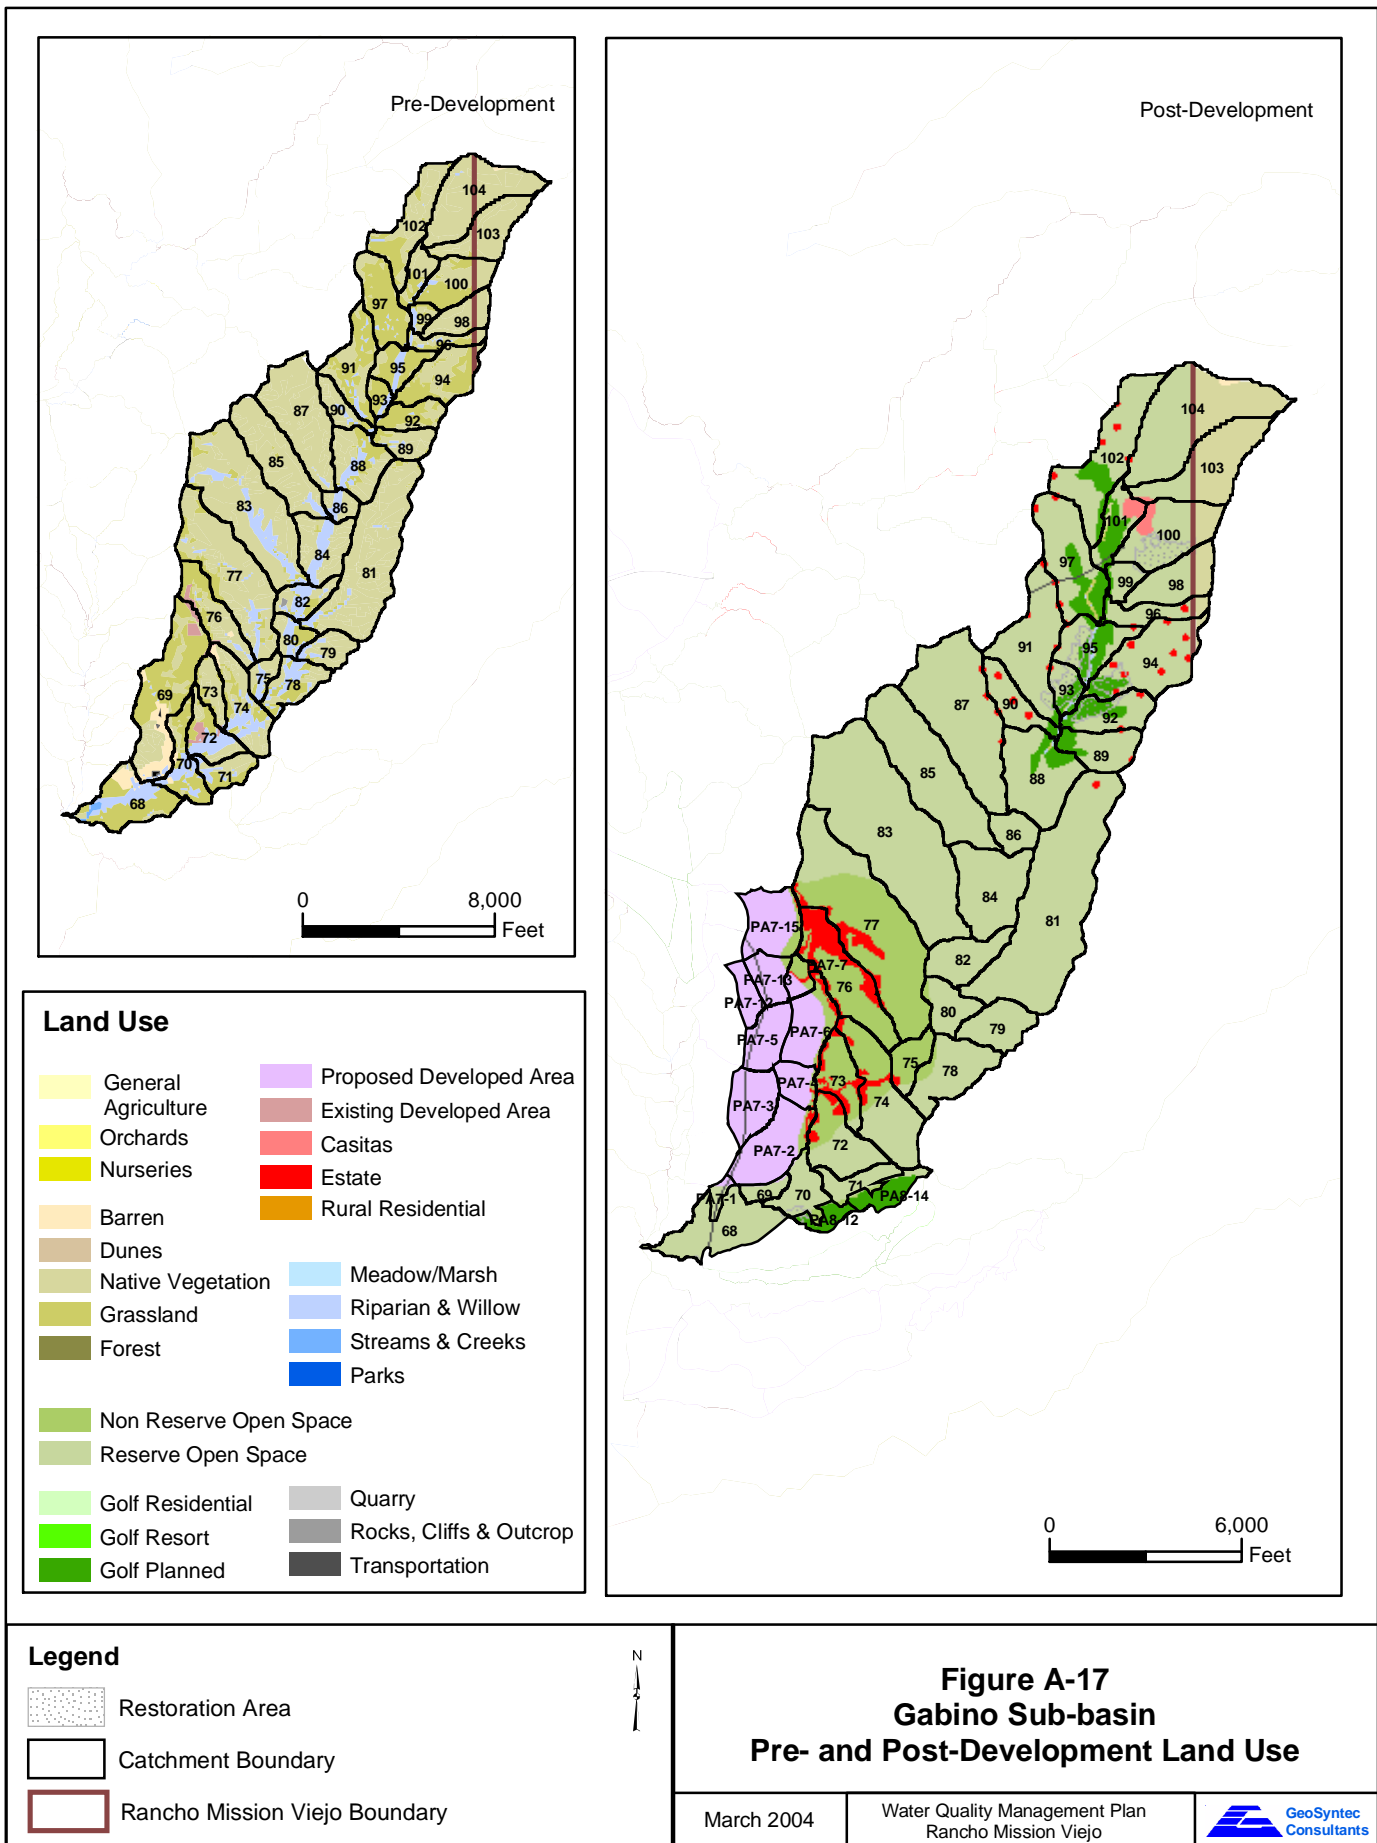 Pre-Development
104
102
103
101
100
97
99
98
96
91
95
94
93
90
87
92
89
88
85
86
83
84
81
77
82
76
80
79
75
78
69
73
74
72
70
71
68
0
8,000
Feet
Post-Development
104
102
103
101
100
97
99
98
96
95
91
94
93
90
87
92
89
88
85
86
83
84
81
77
82
PA7-15
PA7-7
PA7-13
76
PA7-12
80
PA7-6
79
PA7-5
75
78
PA7-4
73
74
PA7-3
72
PA7-2
71
PA7-1
69
70
PA8-14
PA8-12
68
0
6,000
Feet
Land Use
General
Agriculture
Orchards
Nurseries
Barren
Dunes
Native Vegetation
Grassland
Forest
Proposed Developed Area
Existing Developed Area
Casitas
Estate
Rural Residential
Meadow/Marsh
Riparian & Willow
Streams & Creeks
Parks
Non Reserve Open Space
Reserve Open Space
Golf Residential
Golf Resort
Golf Planned
Quarry
Rocks, Cliffs & Outcrop
Transportation
Legend
Restoration Area
Catchment Boundary
Rancho Mission Viejo Boundary
N
Figure A-17
Gabino Sub-basin
Pre- and Post-Development Land Use
March 2004
Water Quality Management Plan
Rancho Mission Viejo
GeoSyntec
Consultants